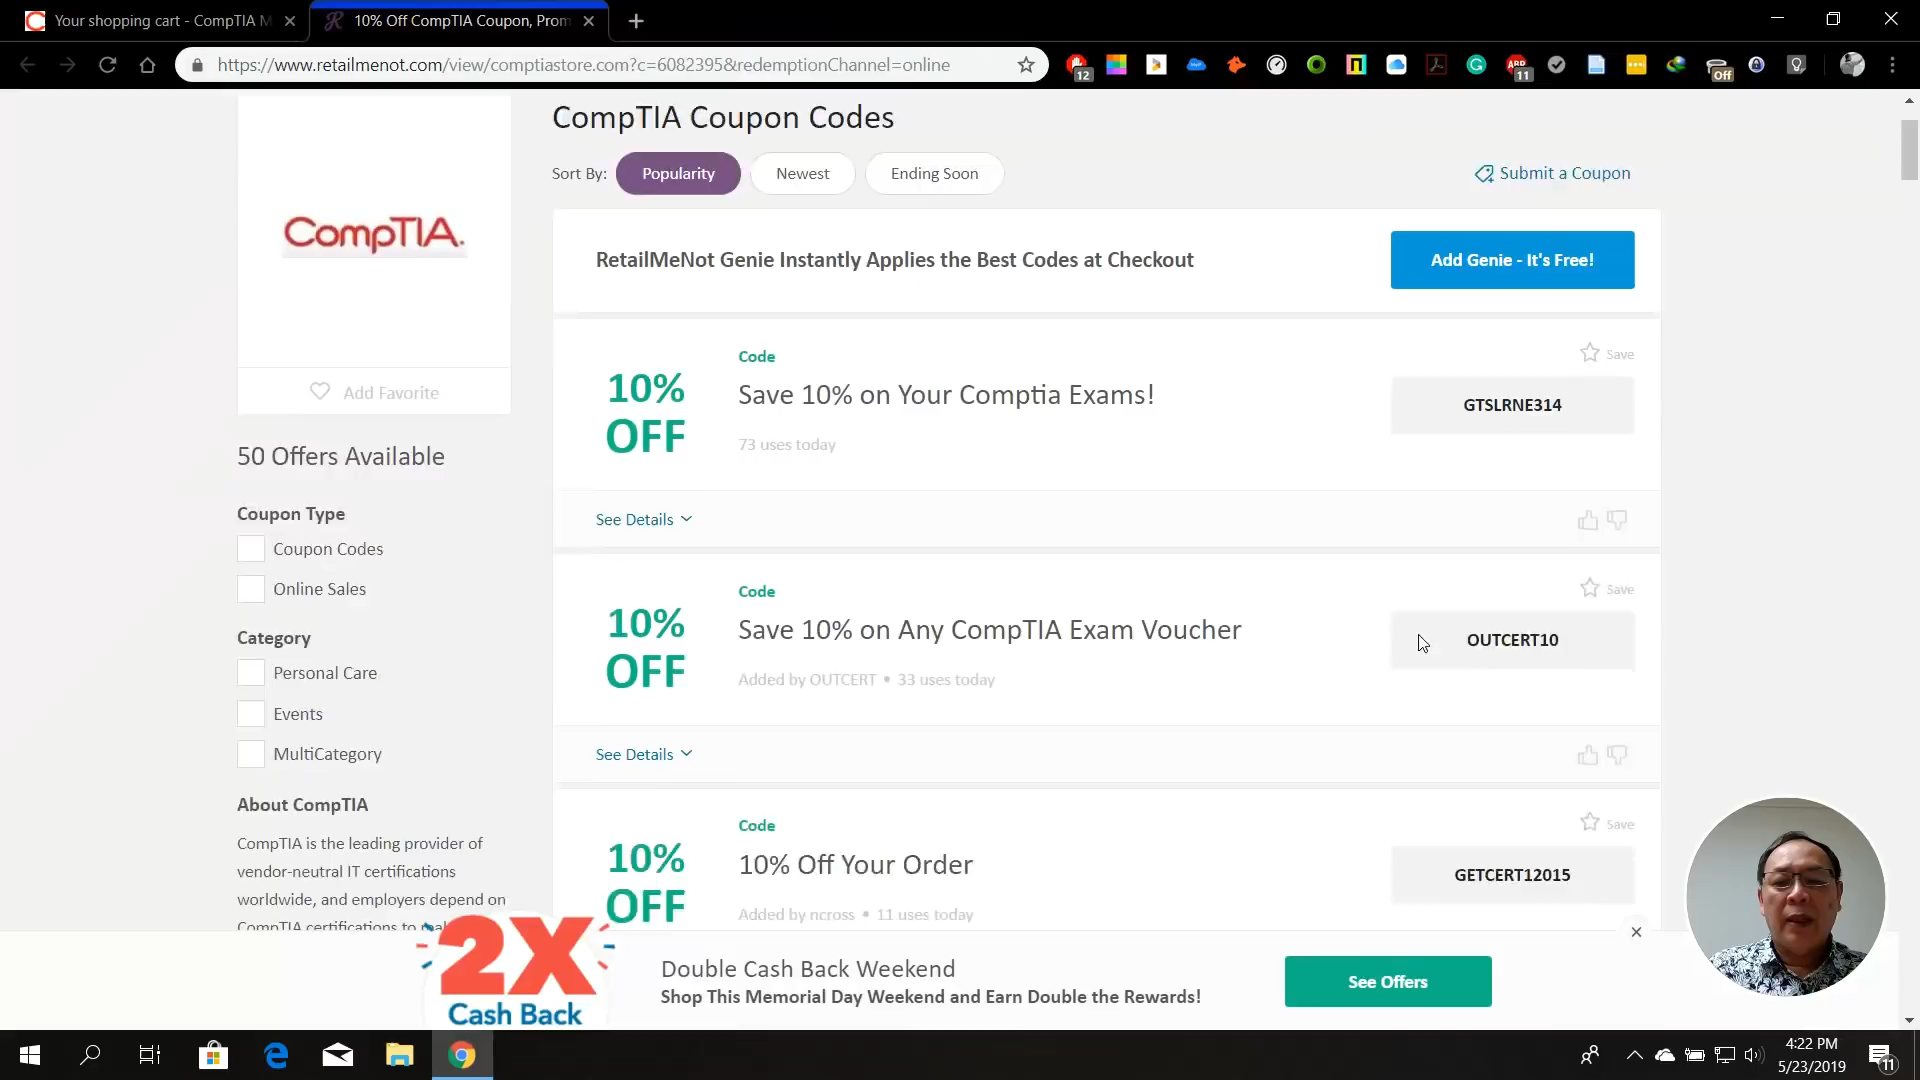 Your shopping cart - CompTIA M
10% Off CompTIA Coupon, Prom
https://www.retailmenot.com/view/comptiastore.com?c=6082395&redemptionChannel=online
12
ABP
11
Off
CompTIA Coupon Codes
Sort By:
Popularity
Newest
Ending Soon
Submit a Coupon
CompTIA.
Add Favorite
50 Offers Available
Coupon Type
Coupon Codes
Online Sales
Category
Personal Care
Events
MultiCategory
About CompTIA
CompTIA is the leading provider of
vendor-neutral IT certifications
worldwide, and employers depend on
CompTIA certifications to
RetailMeNot Genie Instantly Applies the Best Codes at Checkout
Add Genie - It's Free!
10%
OFF
Code
Save 10% on Your Comptia Exams!
73 uses today
Save
GTSLRNE314
See Details
10%
OFF
Code
Save 10% on Any CompTIA Exam Voucher
Added by OUTCERT • 33 uses today
Save
OUTCERT10
See Details
10%
OFF
Code
10% Off Your Order
Added by ncross • 11 uses today
Save
GETCERT12015
2X
Cash Back
Double Cash Back Weekend
Shop This Memorial Day Weekend and Earn Double the Rewards!
See Offers
4:22 PM
5/23/2019
11